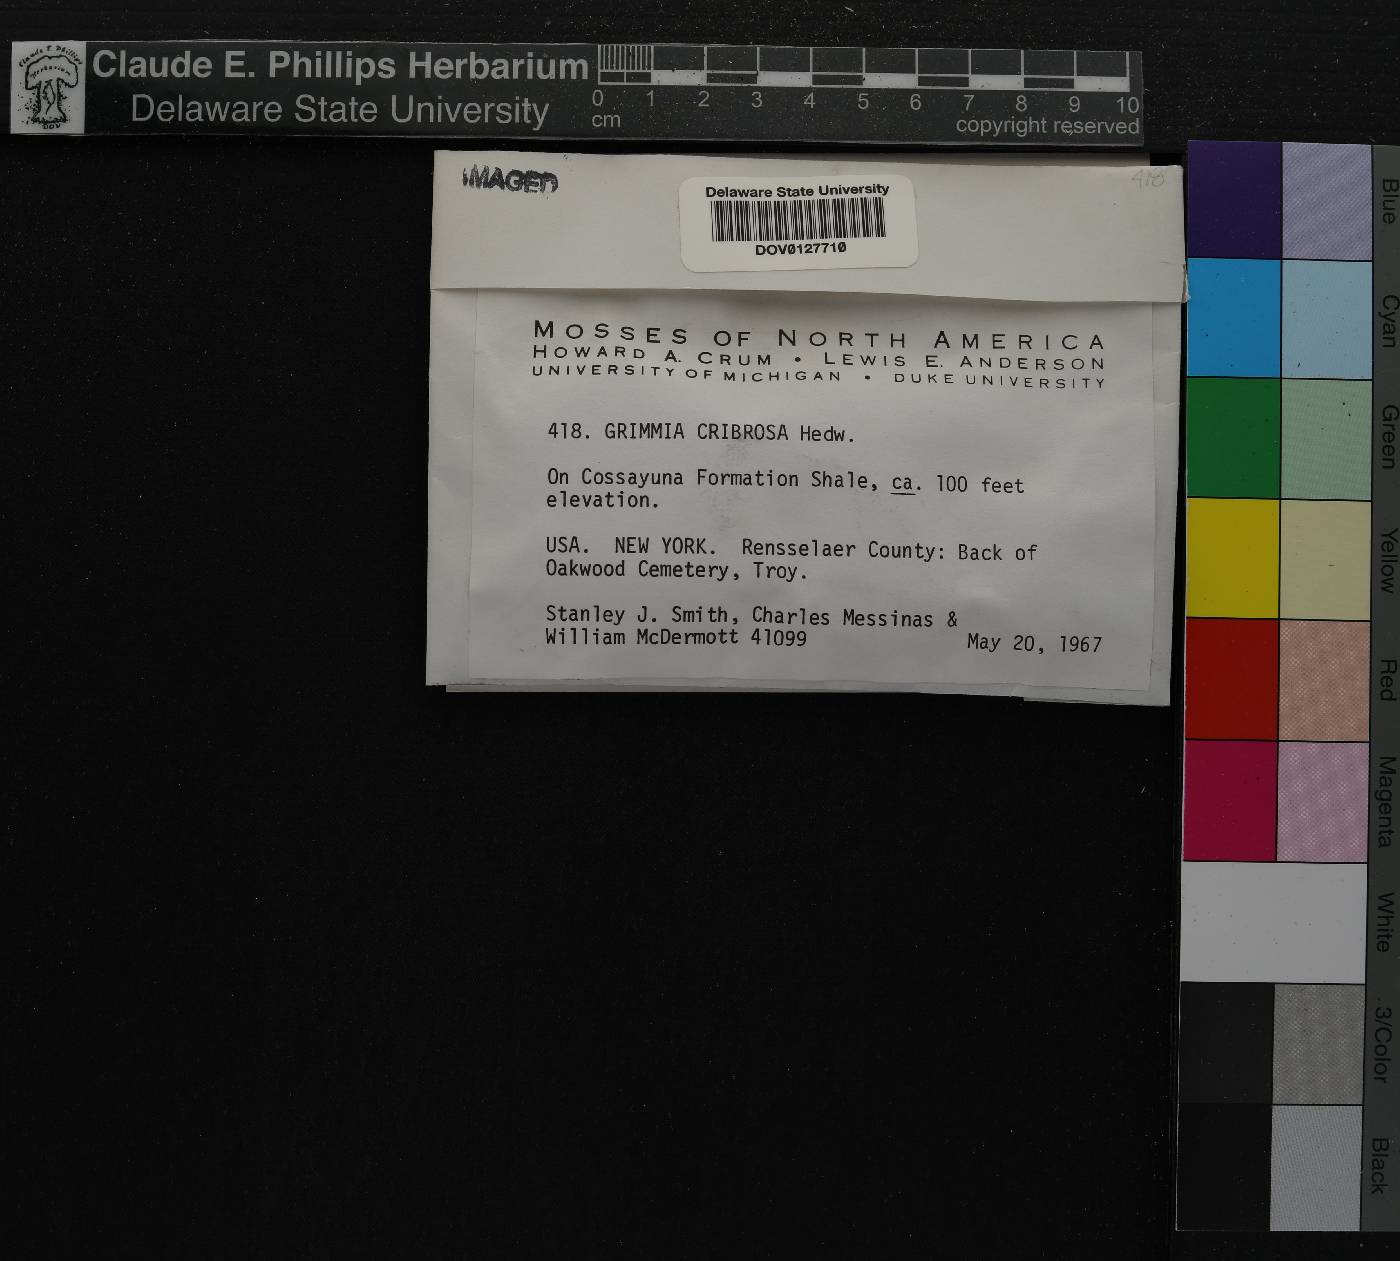 Claude E. Phillips Herbarium
Delaware State University
0 1 2 3 4 5 6 7 8 9 10
cm
copyright reserved
IMAGED
418
Delaware State University
DOV0127710
MOSSES OF NORTH AMERICA
HOWARD A. CRUM • LEWIS E. ANDERSON
UNIVERSITY OF MICHIGAN • DUKE UNIVERSITY
418. GRIMMIA CRIBROSA Hedw.
On Cossayuna Formation Shale, ca. 100 feet
elevation.
USA. NEW YORK. Rensselaer County: Back of
Oakwood Cemetery, Troy.
Stanley J. Smith, Charles Messinas &
William McDermott 41099 May 20, 1967
Blue
Cyan
Green
Yellow
Red
Magenta
White
3/Color
Black